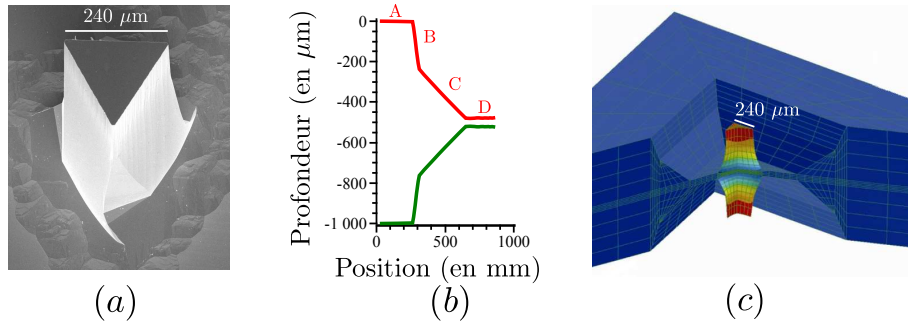 240 μm
(a)
Profondeur (en μm)
0
-200
-400
-600
-800
-1 000
A
B
C
D
0
500
1000
Position (en mm)
(b)
240 μm
(c)